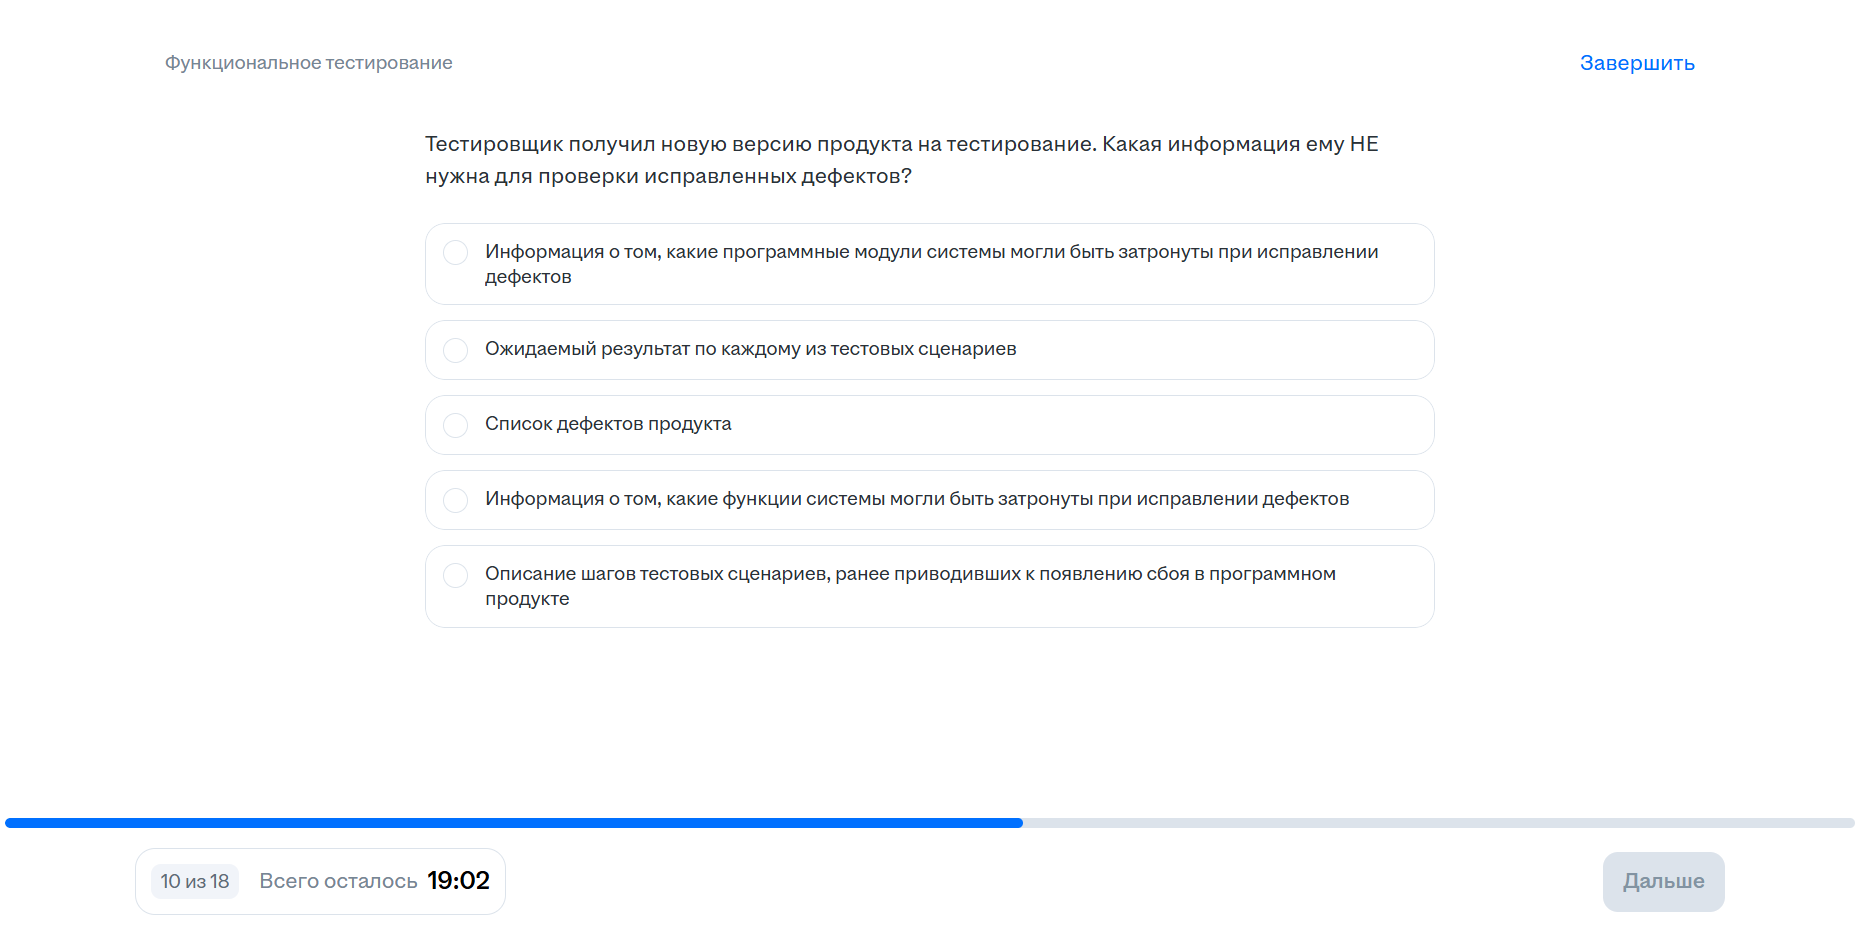 Функциональное тестирование
Завершить
Тестировщик получил новую версию продукта на тестирование. Какая информация ему НЕ
нужна для проверки исправленных дефектов?
Информация о том, какие программные модули системы могли быть затронуты при исправлении
дефектов
Ожидаемый результат по каждому из тестовых сценариев
Список дефектов продукта
Информация о том, какие функции системы могли быть затронуты при исправлении дефектов
Описание шагов тестовых сценариев, ранее приводивших к появлению сбоя в программном
продукте
10 из 18
Всего осталось 19:02
Дальше